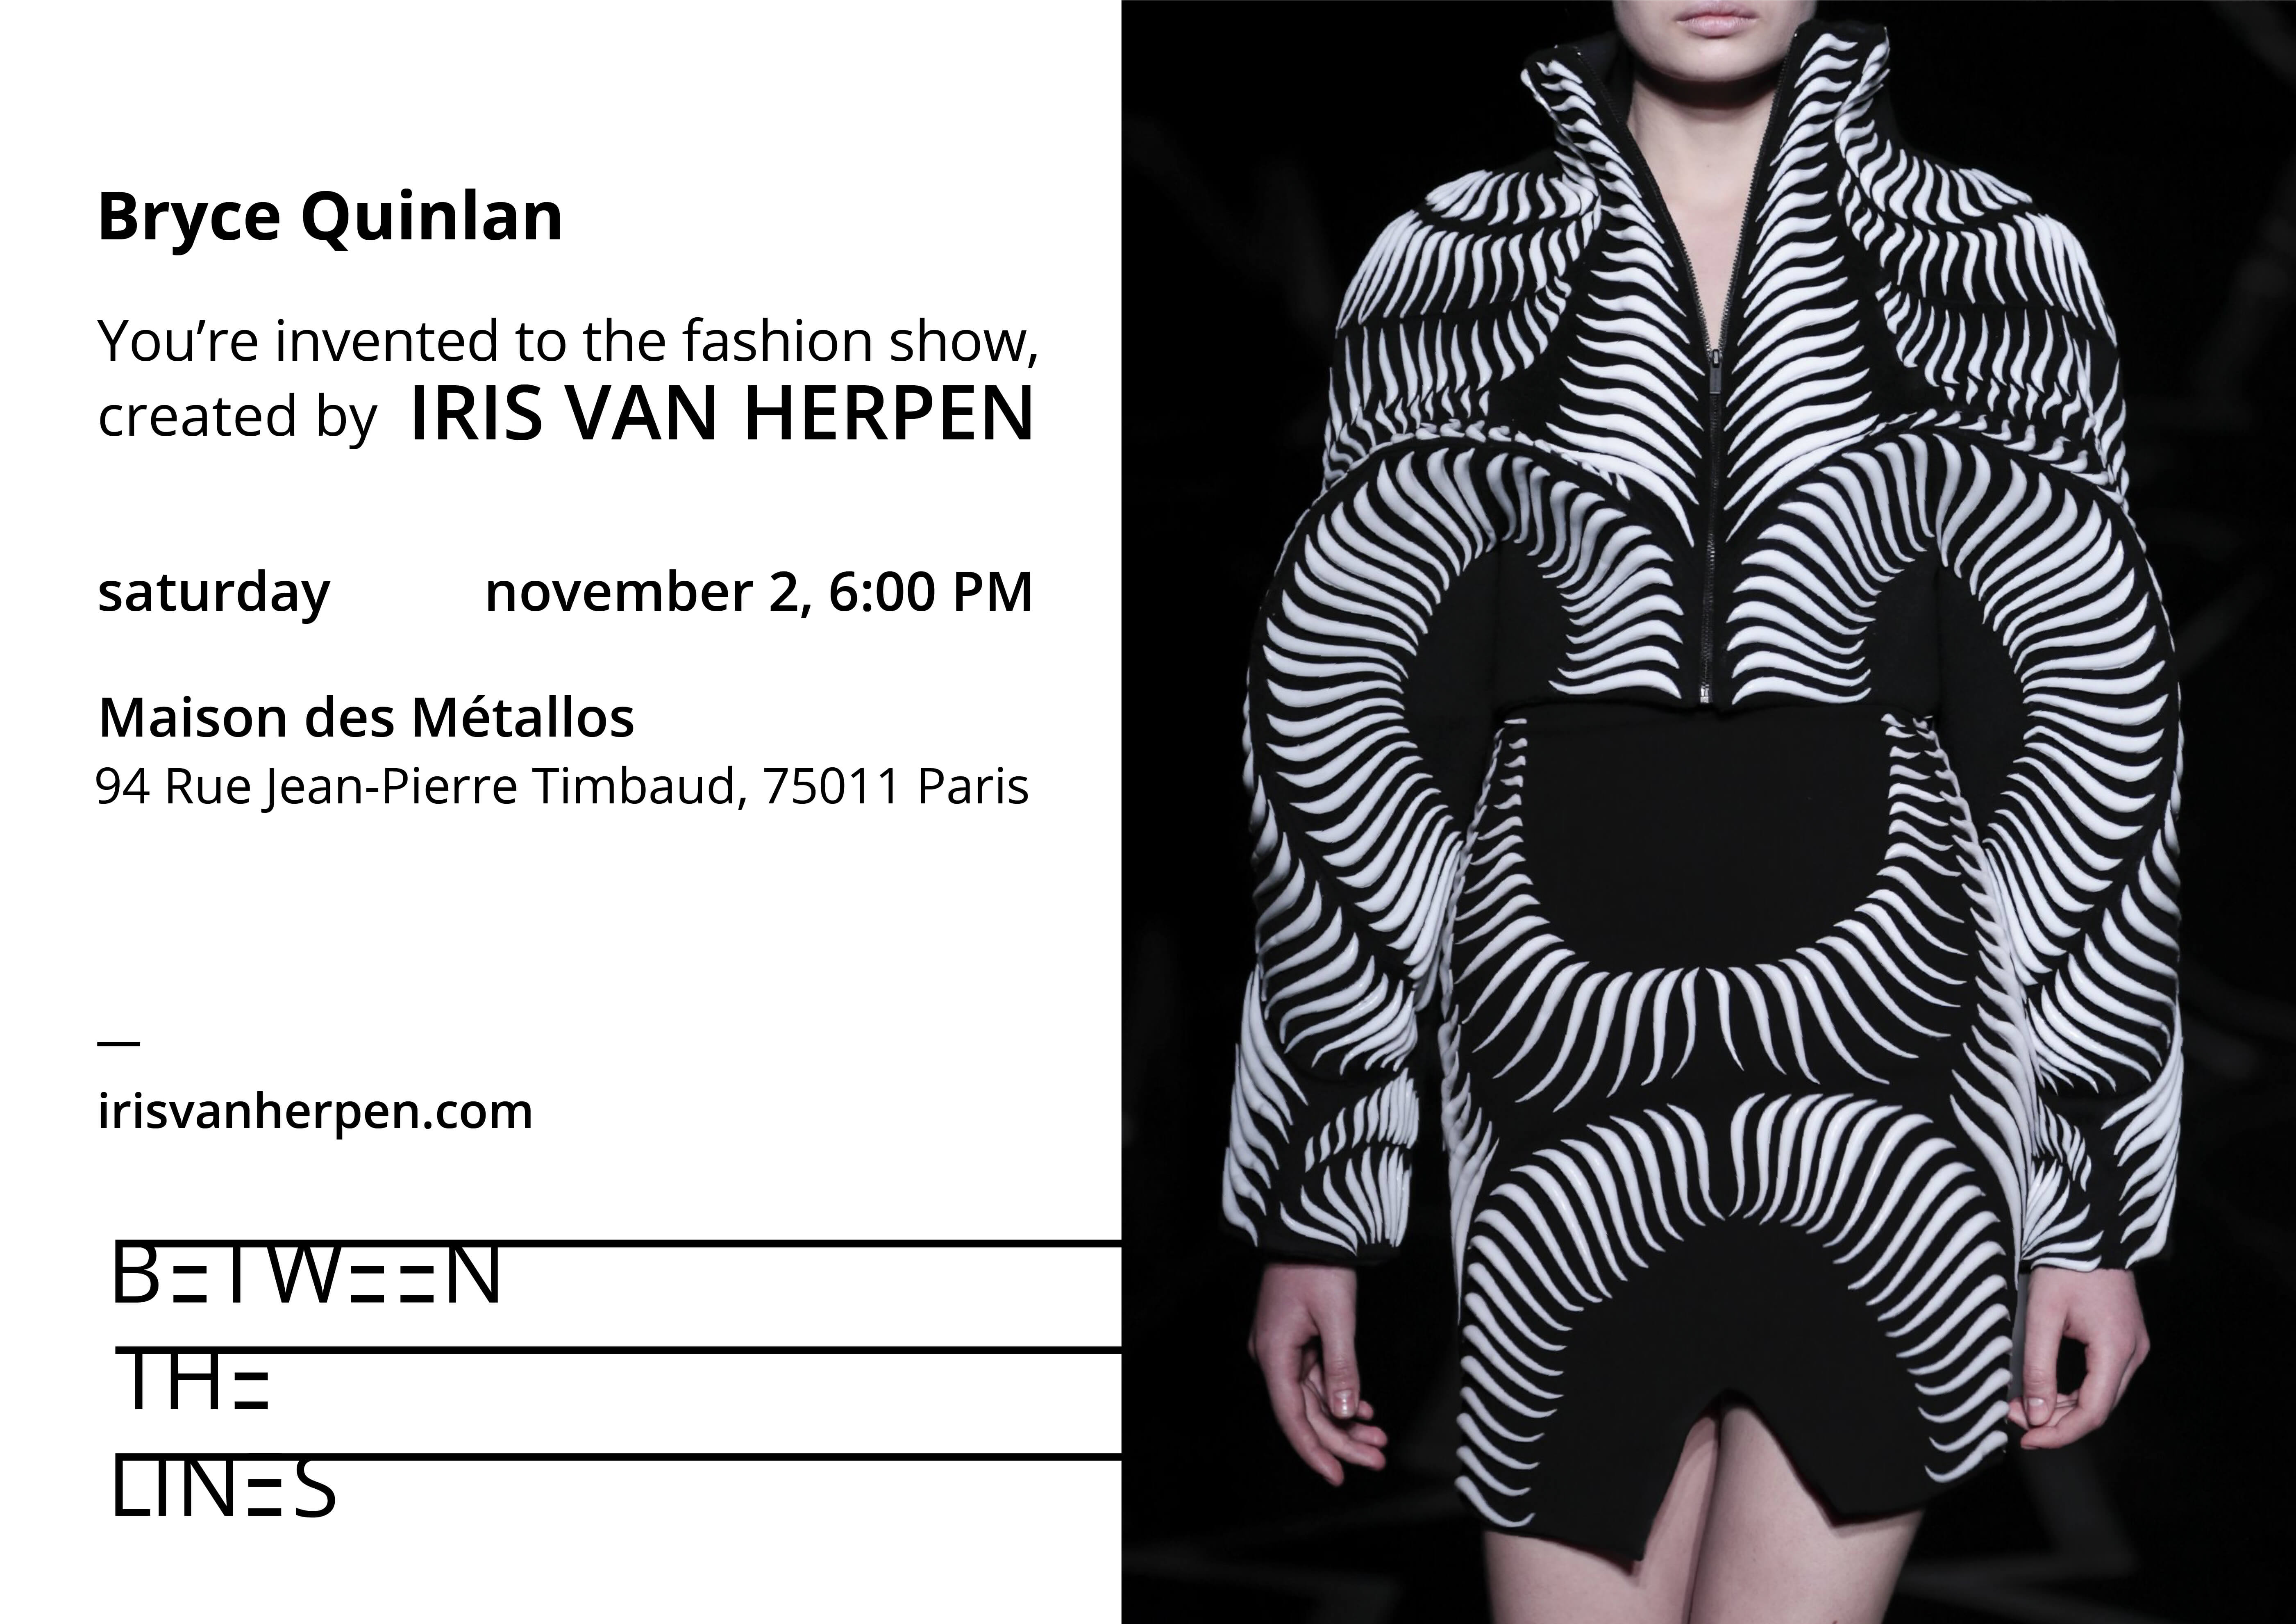 Bryce Quinlan
You’re invented to the fashion show,
created by IRIS VAN HERPEN
saturday november 2, 6:00 PM
Maison des Métallos
94 Rue Jean-Pierre Timbaud, 75011 Paris
—
irisvanherpen.com
BETWEEN
THE
LINES